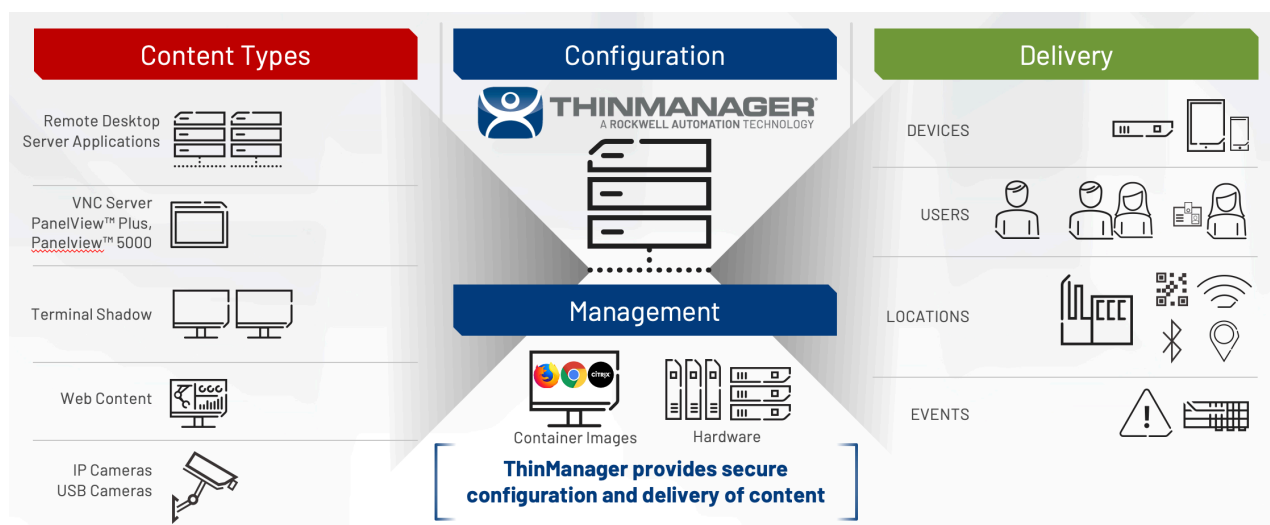 Content Types
Remote Desktop
Server Applications
VNC Server
PanelView™ Plus,
Panelview™ 5000
Terminal Shadow
Web Content
IP Cameras
USB Cameras
Configuration
THINMANAGER®
A ROCKWELL AUTOMATION TECHNOLOGY
Management
CİTRIX
Container Images
Hardware
ThinManager provides secure
configuration and delivery of content
Delivery
DEVICES
USERS
LOCATIONS
EVENTS